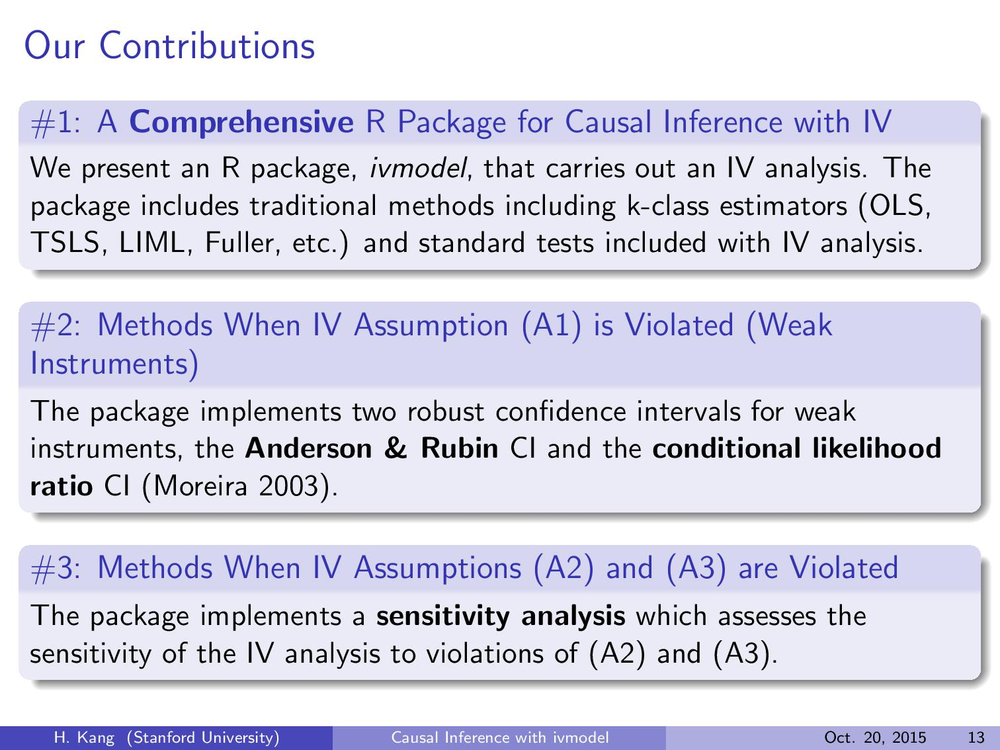 Our Contributions
#1: A Comprehensive R Package for Causal Inference with IV
We present an R package, ivmodel, that carries out an IV analysis. The
package includes traditional methods including k-class estimators (OLS,
TSLS, LIML, Fuller, etc.) and standard tests included with IV analysis.
#2: Methods When IV Assumption (A1) is Violated (Weak
Instruments)
The package implements two robust confidence intervals for weak
instruments, the Anderson & Rubin CI and the conditional likelihood
ratio CI (Moreira 2003).
#3: Methods When IV Assumptions (A2) and (A3) are Violated
The package implements a sensitivity analysis which assesses the
sensitivity of the IV analysis to violations of (A2) and (A3).
H. Kang (Stanford University) Causal Inference with ivmodel Oct. 20, 2015 13